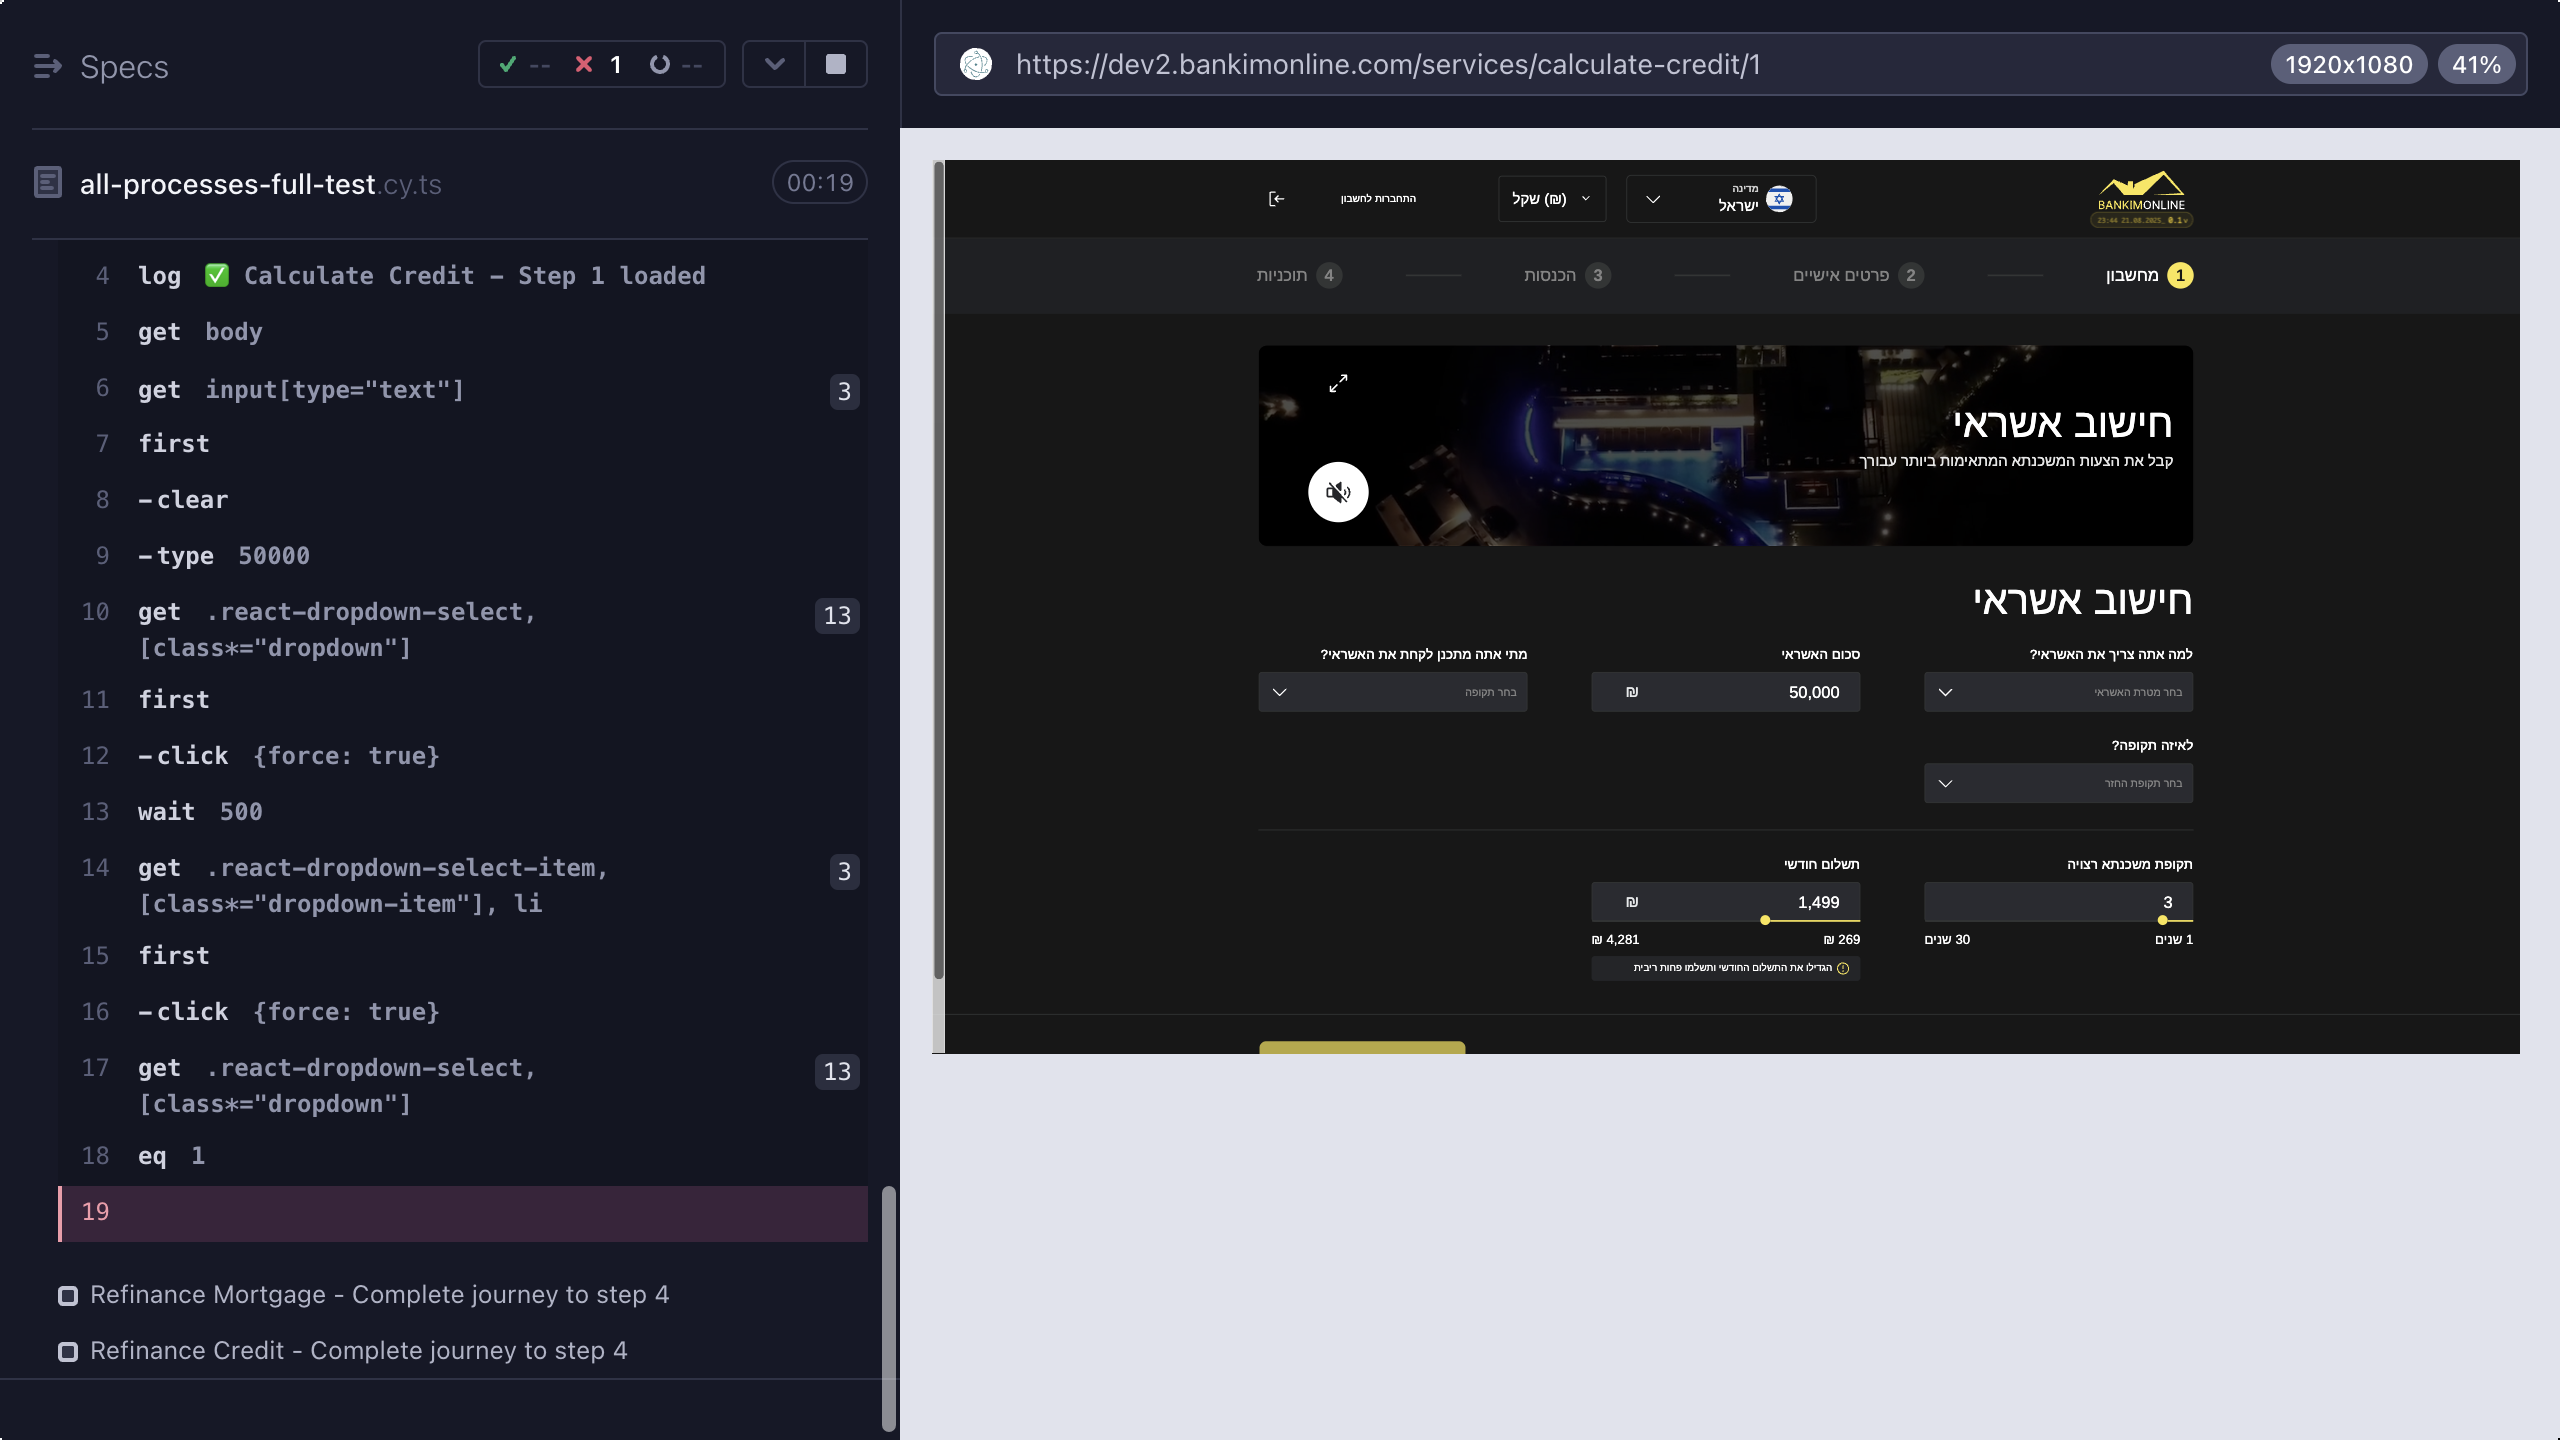 Specs
-- 1 --
all-processes-full-test.cy.ts
00:19
4 log ✅ Calculate Credit – Step 1 loaded
5 get body
6 get input[type="text"] 3
7 first
8 -clear
9 -type 50000
10 get .react-dropdown-select, 13
[class*="dropdown"]
11 first
12 -click {force: true}
13 wait 500
14 get .react-dropdown-select-item, 3
[class*="dropdown-item"], li
15 first
16 -click {force: true}
17 get .react-dropdown-select, 13
[class*="dropdown"]
18 eq 1
19
Refinance Mortgage - Complete journey to step 4
Refinance Credit - Complete journey to step 4
https://dev2.bankimonline.com/services/calculate-credit/1
1920x1080
41%
BANKIMONLINE
23:44 21.08.2025_ 0.1v
מדינה
ישראל
שקל (₪)
התחברות לחשבון
1 מחשבון
2 פרטים אישיים
3 הכנסות
4 תוכניות
חישוב אשראי
קבל את הצעות המשכנתא המתאימות ביותר עבורך
חישוב אשראי
למה אתה צריך את האשראי?
סכום האשראי
מתי אתה מתכנן לקחת את האשראי?
בחר מטרת האשראי
50,000 ₪
בחר תקופה
לאיזה תקופה?
בחר תקופת החזר
תקופת משכנתא רצויה
תשלום חודשי
3
1,499 ₪
1 שנים
30 שנים
269 ₪
4,281 ₪
הגדילו את התשלום החודשי ותשלמו פחות ריבית